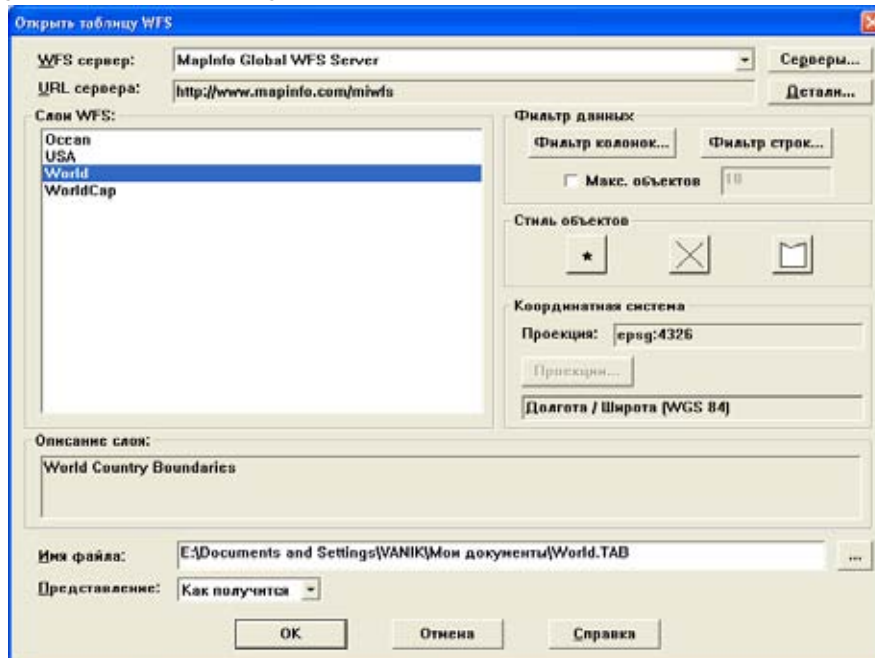 Открыть таблицу WFS
WFS сервер: MapInfo Global WFS Server Серверы...
URL сервера: http://www.mapinfo.com/miwfs Детали...
Слои WFS:
Ocean
USA
World
WorldCap
Фильтр данных
Фильтр колонок... Фильтр строк...
Макс. объектов 10
Стиль объектов
Координатная система
Проекция: epsg:4326
Проекция...
Долгота / Широта (WGS 84)
Описание слоя:
World Country Boundaries
Имя файла: E:\Documents and Settings\VANIK\Мои документы\World.TAB ...
Представление: Как получится
OK Отмена Справка